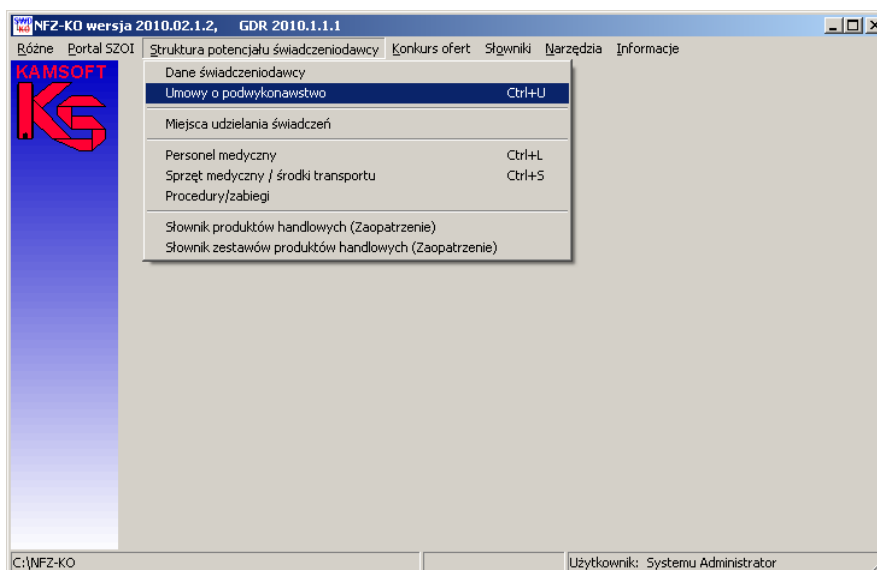 NFZ-KO wersja 2010.02.1.2, GDR 2010.1.1.1
Różne Portal SZOI Struktura potencjału świadczeniodawcy Konkurs ofert Słowniki Narzędzia Informacje
KAMSOFT
Dane świadczeniodawcy
Umowy o podwykonawstwo Ctrl+U
Miejsca udzielania świadczeń
Personel medyczny Ctrl+L
Sprzęt medyczny / środki transportu Ctrl+S
Procedury/zabiegi
Słownik produktów handlowych (Zaopatrzenie)
Słownik zestawów produktów handlowych (Zaopatrzenie)
C:\NFZ-KO Użytkownik: Systemu Administrator